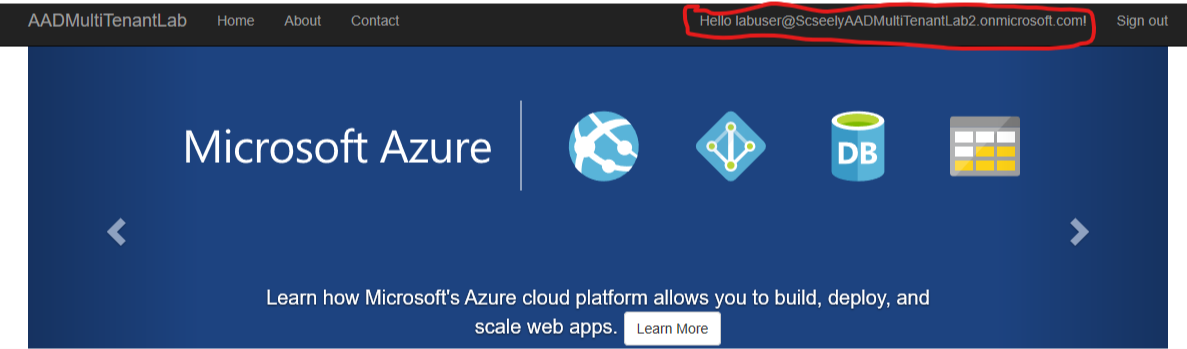 AADMultiTenantLab Home About Contact Hello labuser@ScseelyAADMultiTenantLab2.onmicrosoft.com! Sign out
Microsoft Azure DB
Learn how Microsoft's Azure cloud platform allows you to build, deploy, and
scale web apps. Learn More